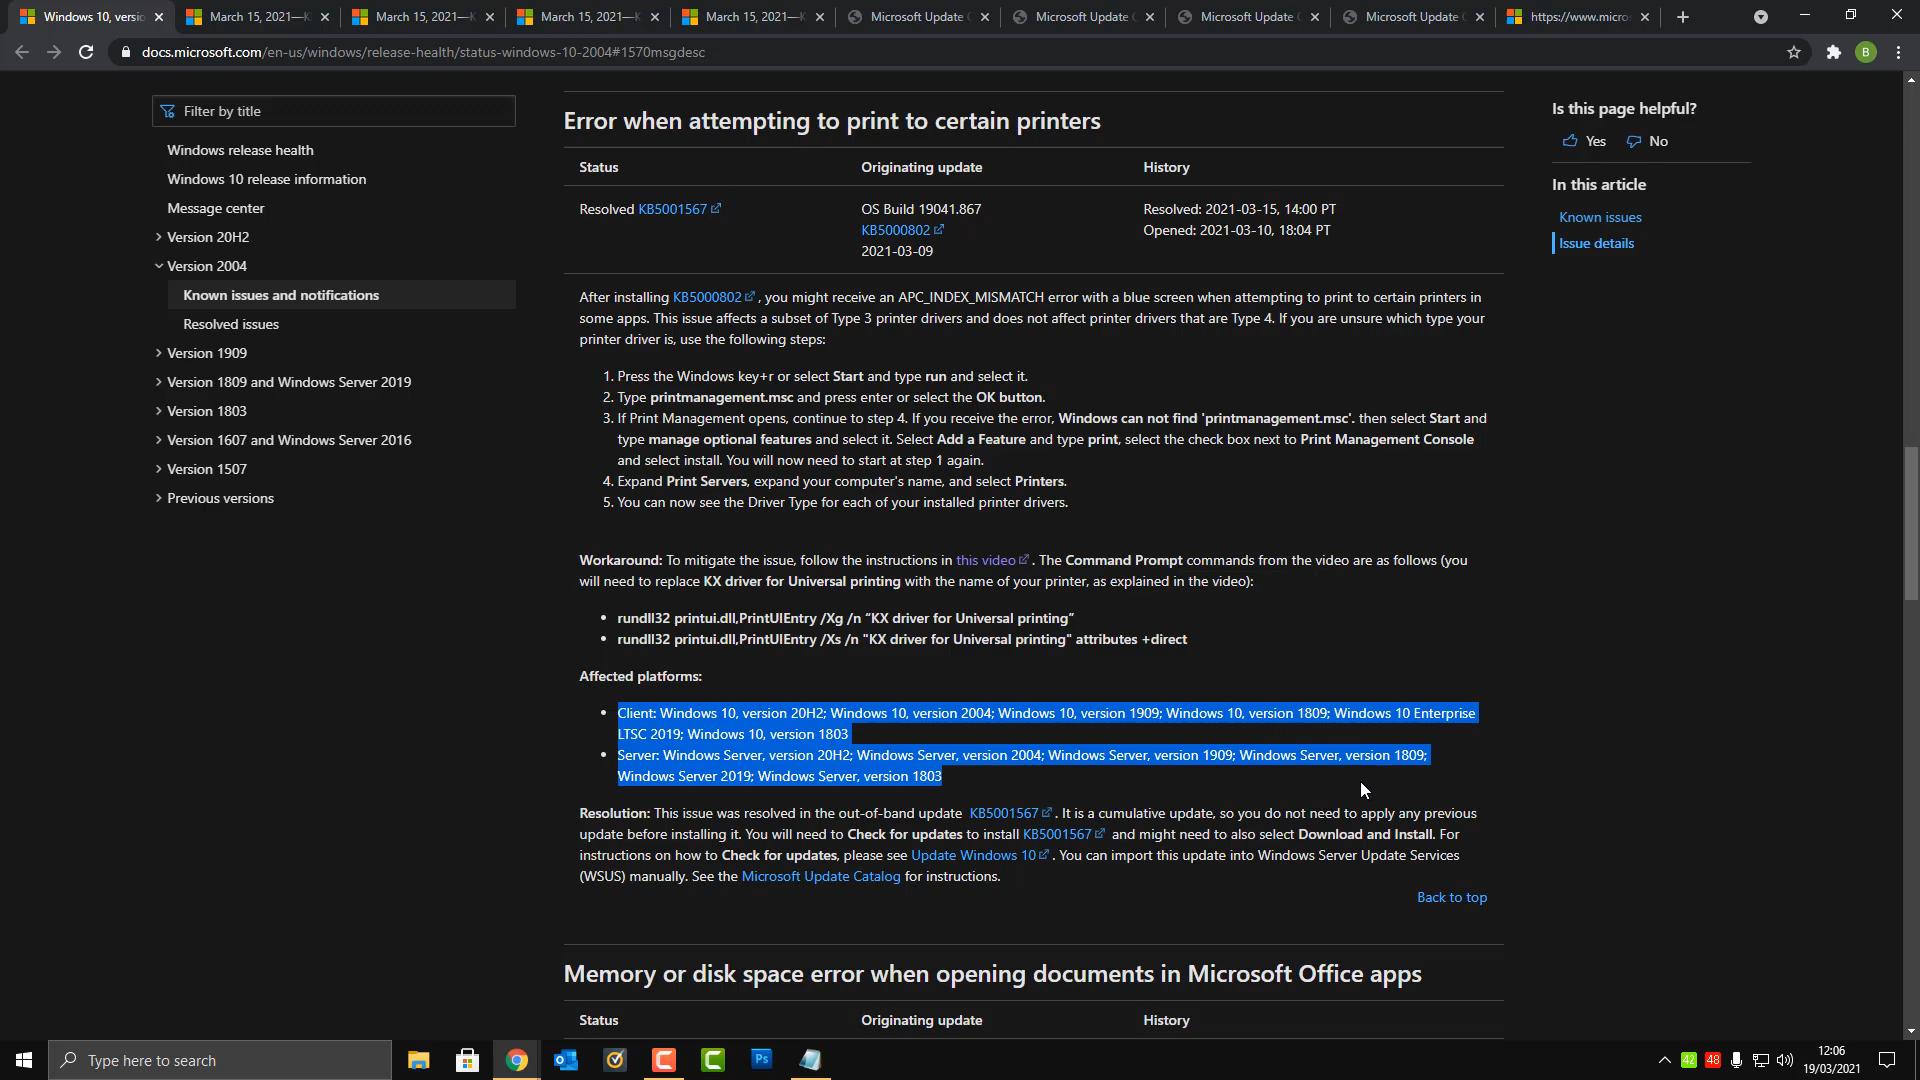 Windows 10, versio
March 15, 2021—K
March 15, 2021—K
March 15, 2021—K
March 15, 2021—K
Microsoft Update C
Microsoft Update C
Microsoft Update C
Microsoft Update C
https://www.micros
docs.microsoft.com/en-us/windows/release-health/status-windows-10-2004#1570msgdesc
B
Filter by title
Windows release health
Windows 10 release information
Message center
Version 20H2
Version 2004
Known issues and notifications
Resolved issues
Version 1909
Version 1809 and Windows Server 2019
Version 1803
Version 1607 and Windows Server 2016
Version 1507
Previous versions
Error when attempting to print to certain printers
Status Originating update History
Resolved KB5001567 OS Build 19041.867 Resolved: 2021-03-15, 14:00 PT
KB5000802 Opened: 2021-03-10, 18:04 PT
2021-03-09
After installing KB5000802 , you might receive an APC_INDEX_MISMATCH error with a blue screen when attempting to print to certain printers in
some apps. This issue affects a subset of Type 3 printer drivers and does not affect printer drivers that are Type 4. If you are unsure which type your
printer driver is, use the following steps:
1. Press the Windows key+r or select Start and type run and select it.
2. Type printmanagement.msc and press enter or select the OK button.
3. If Print Management opens, continue to step 4. If you receive the error, Windows can not find 'printmanagement.msc'. then select Start and
type manage optional features and select it. Select Add a Feature and type print, select the check box next to Print Management Console
and select install. You will now need to start at step 1 again.
4. Expand Print Servers, expand your computer's name, and select Printers.
5. You can now see the Driver Type for each of your installed printer drivers.
Workaround: To mitigate the issue, follow the instructions in this video . The Command Prompt commands from the video are as follows (you
will need to replace KX driver for Universal printing with the name of your printer, as explained in the video):
• rundll32 printui.dll,PrintUIEntry /Xg /n “KX driver for Universal printing”
• rundll32 printui.dll,PrintUIEntry /Xs /n "KX driver for Universal printing" attributes +direct
Affected platforms:
• Client: Windows 10, version 20H2; Windows 10, version 2004; Windows 10, version 1909; Windows 10, version 1809; Windows 10 Enterprise
LTSC 2019; Windows 10, version 1803
• Server: Windows Server, version 20H2; Windows Server, version 2004; Windows Server, version 1909; Windows Server, version 1809;
Windows Server 2019; Windows Server, version 1803
Resolution: This issue was resolved in the out-of-band update KB5001567 . It is a cumulative update, so you do not need to apply any previous
update before installing it. You will need to Check for updates to install KB5001567 and might need to also select Download and Install. For
instructions on how to Check for updates, please see Update Windows 10 . You can import this update into Windows Server Update Services
(WSUS) manually. See the Microsoft Update Catalog for instructions.
Back to top
Memory or disk space error when opening documents in Microsoft Office apps
Status Originating update History
Is this page helpful?
Yes No
In this article
Known issues
Issue details
Type here to search
Ps
42
48
12:06
19/03/2021